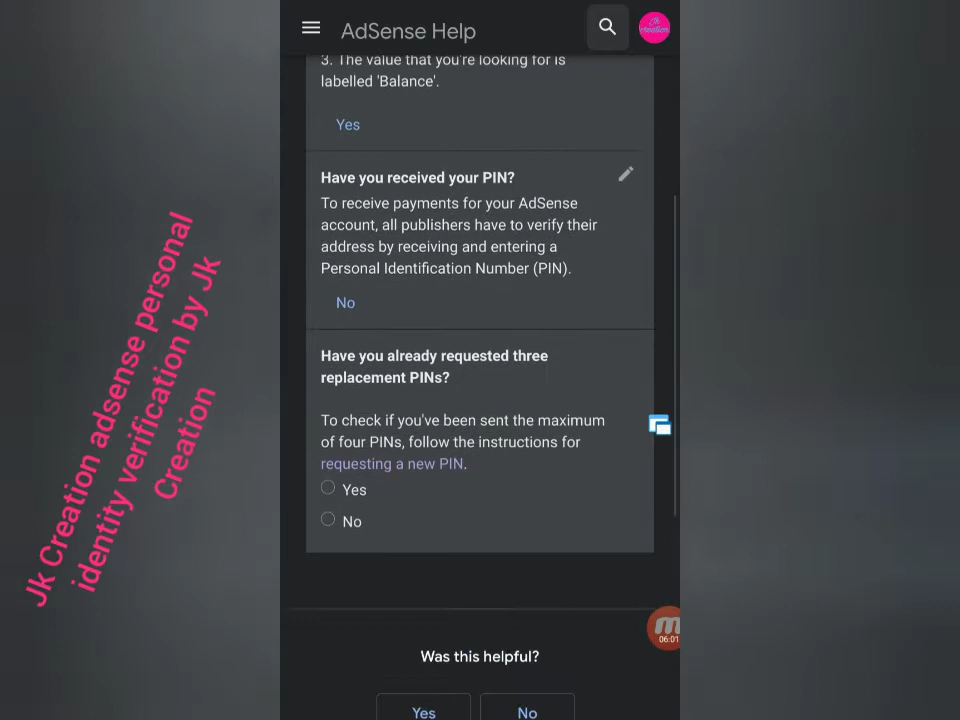 AdSense Help
Jk
creation
3. The value that you're looking for is
labelled 'Balance'.
Yes
Have you received your PIN?
To receive payments for your AdSense
account, all publishers have to verify their
address by receiving and entering a
Personal Identification Number (PIN).
No
Have you already requested three
replacement PINs?
To check if you've been sent the maximum
of four PINs, follow the instructions for
requesting a new PIN.
Yes
No
06:01
Was this helpful?
Yes
No
Jk Creation adsense personal
identity verification by Jk
Creation